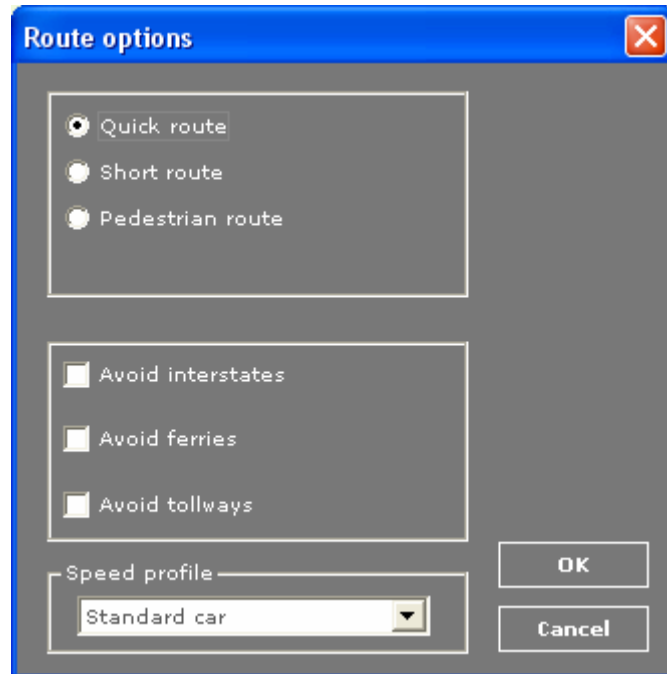 Route options
Quick route
Short route
Pedestrian route
Avoid interstates
Avoid ferries
Avoid tollways
Speed profile
Standard car
OK
Cancel